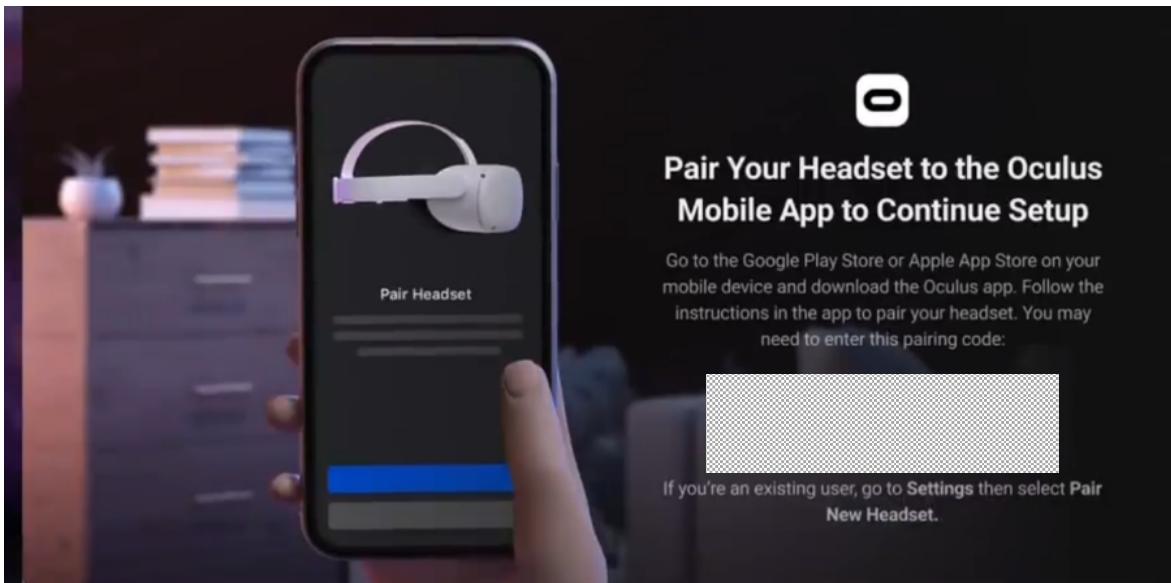 Pair Your Headset to the Oculus
Mobile App to Continue Setup
Go to the Google Play Store or Apple App Store on your
mobile device and download the Oculus app. Follow the
instructions in the app to pair your headset. You may
need to enter this pairing code:
If you're an existing user, go to Settings then select Pair
New Headset.
Pair Headset